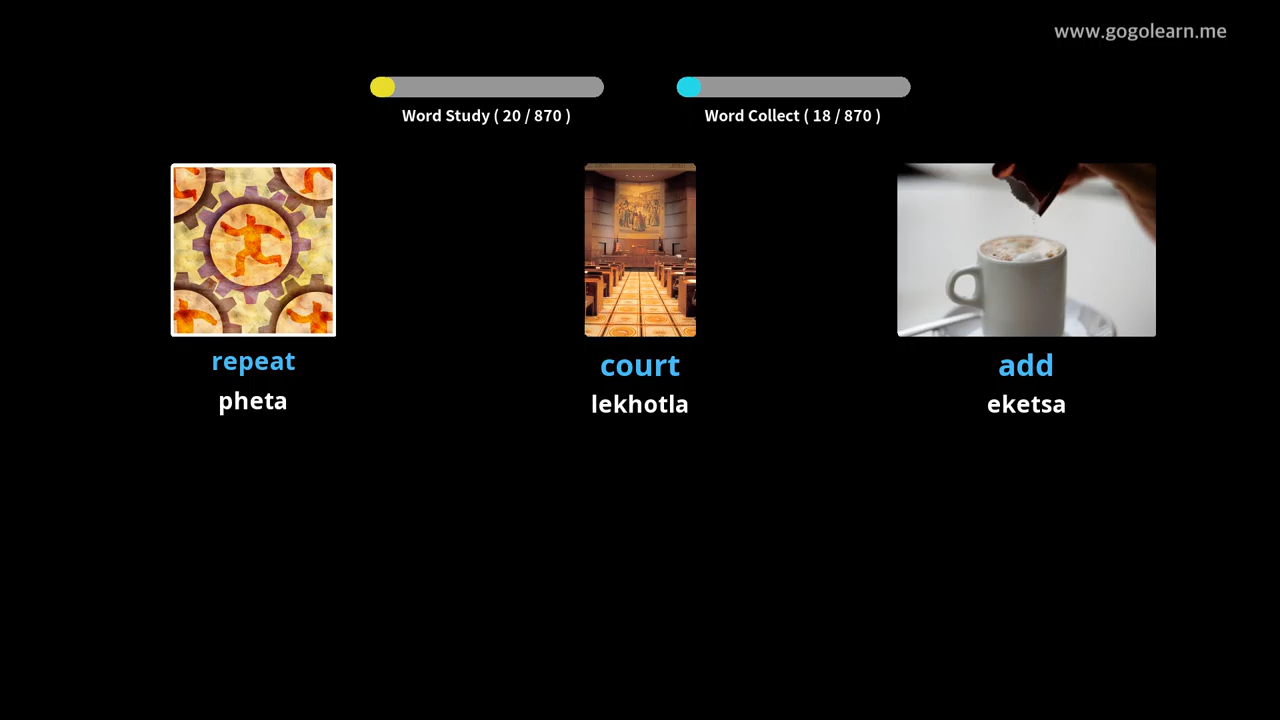 www.gogolearn.me
Word Study ( 20 / 870 )
Word Collect ( 18 / 870 )
repeat
pheta
court
lekhotla
add
eketsa